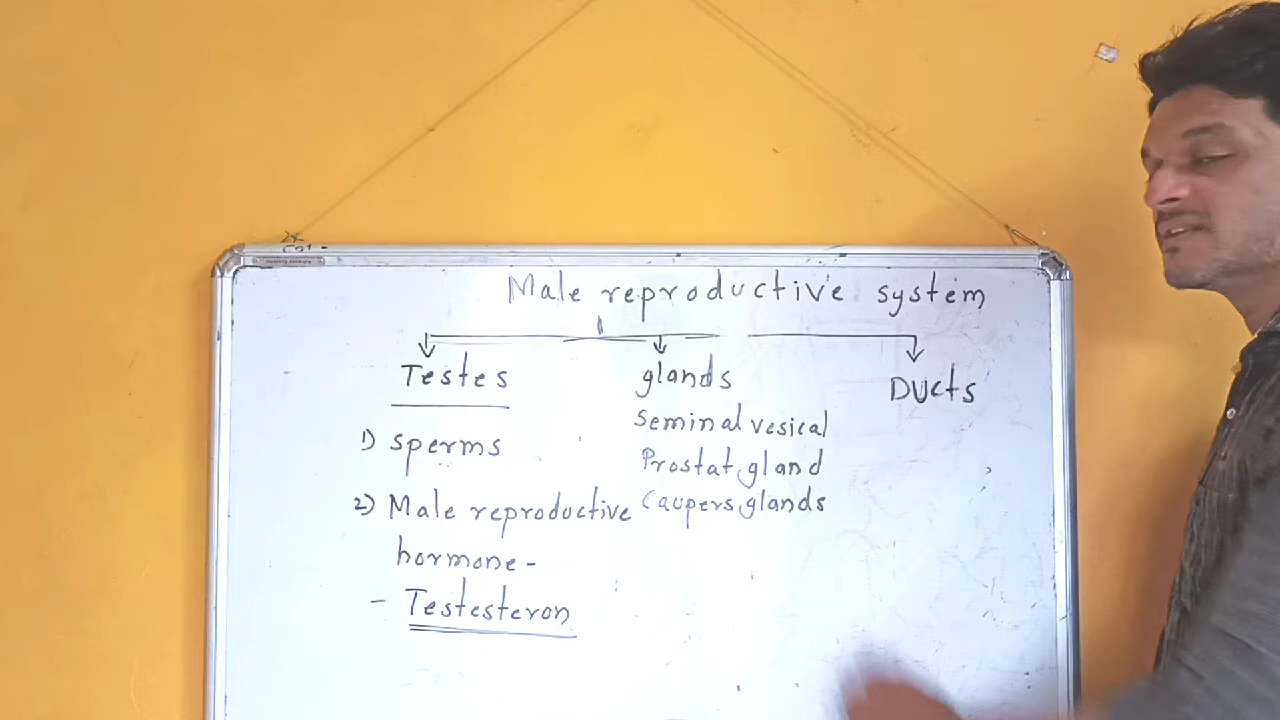 Male reproductive system
Testes
glands
Ducts
1) sperms
2) Male reproductive
hormone -
- Testesteron
Seminal vesical
Prostat gland
Caupers glands